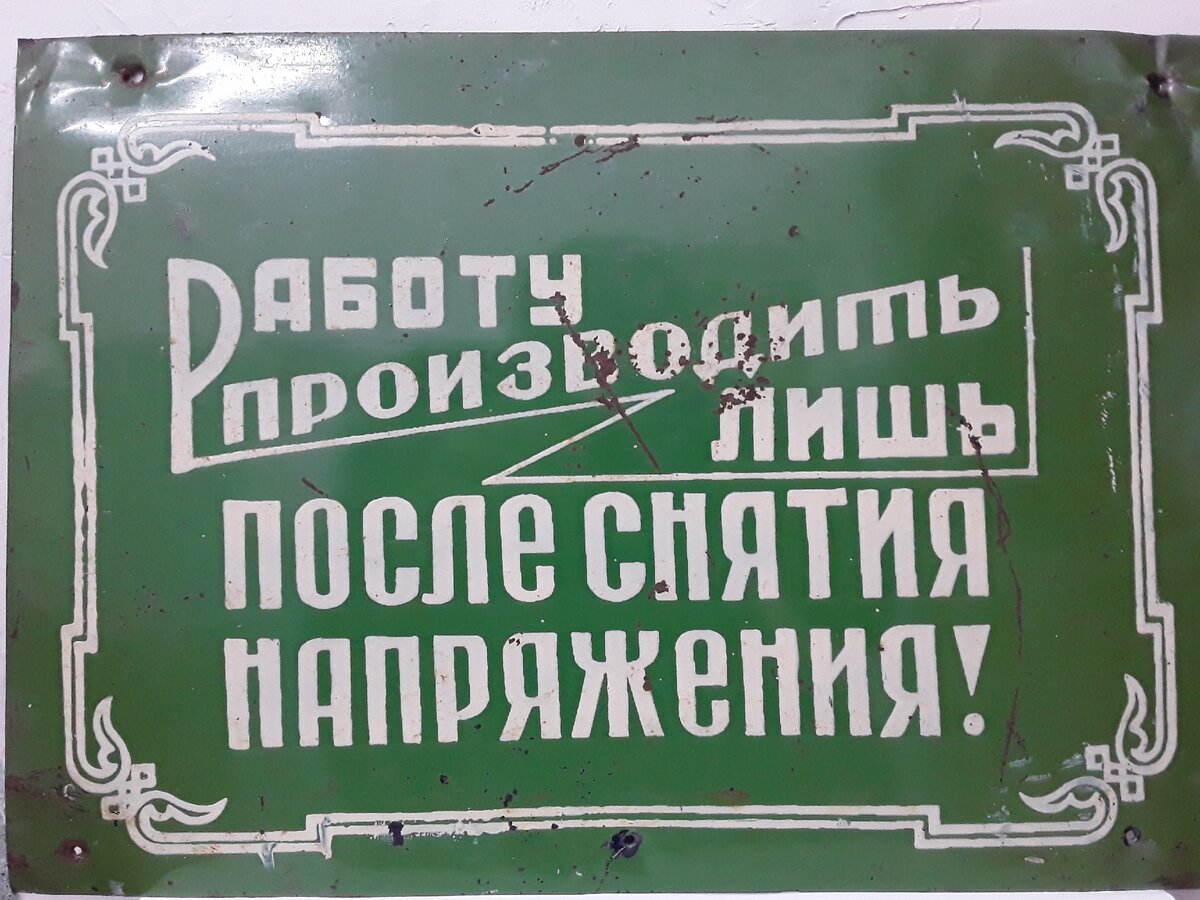 Работу
производить
лишь
после снятия
напряжения!